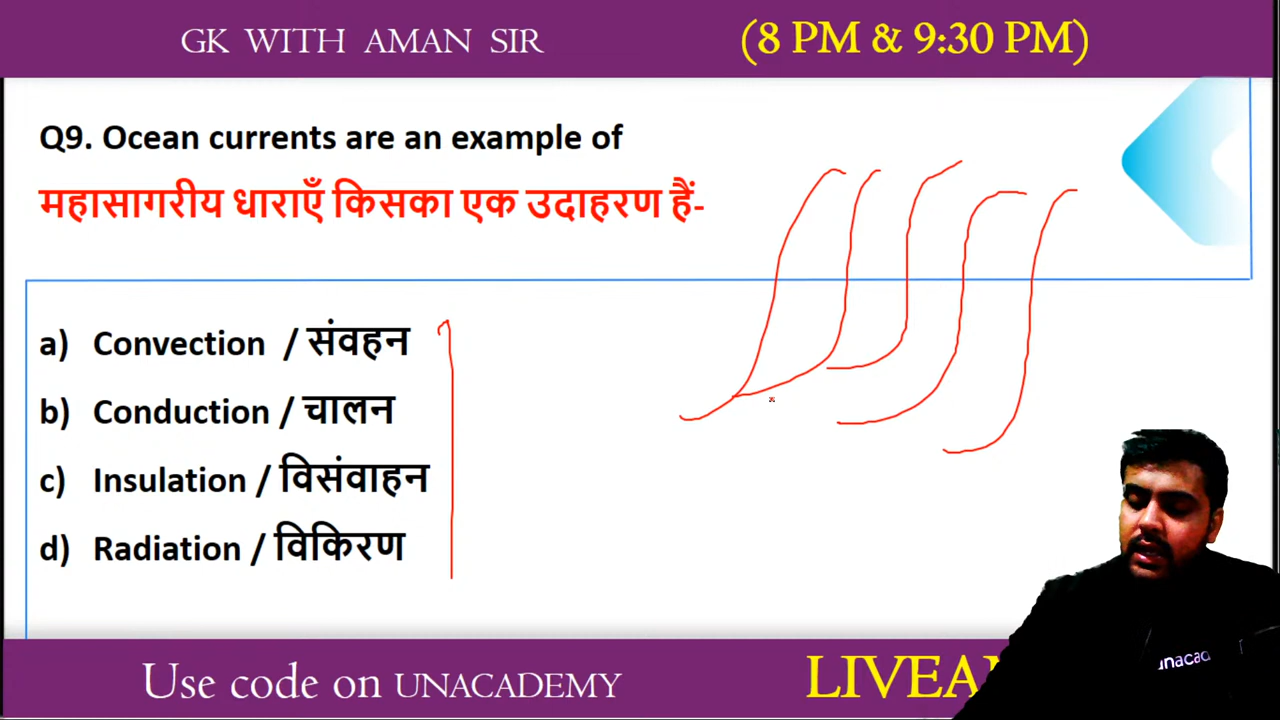 GK WITH AMAN SIR (8 PM & 9:30 PM)
Q9. Ocean currents are an example of
महासागरीय धाराएँ किसका एक उदाहरण हैं-
a) Convection / संवहन
b) Conduction / चालन
c) Insulation / विसंवाहन
d) Radiation / विकिरण
unacad
Use code on UNACADEMY LIVEA